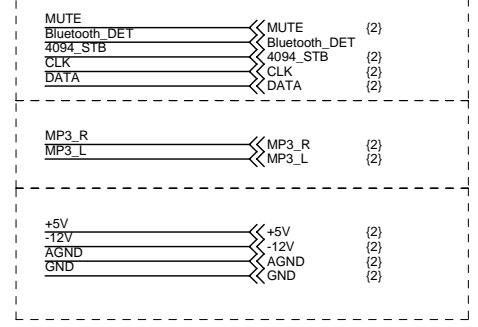 MUTE MUTE {2}
Bluetooth_DET Bluetooth_DET
4094_STB 4094_STB {2}
CLK CLK {2}
DATA DATA {2}
MP3_R MP3_R {2}
MP3_L MP3_L {2}
+5V +5V {2}
-12V -12V {2}
AGND AGND {2}
GND GND {2}